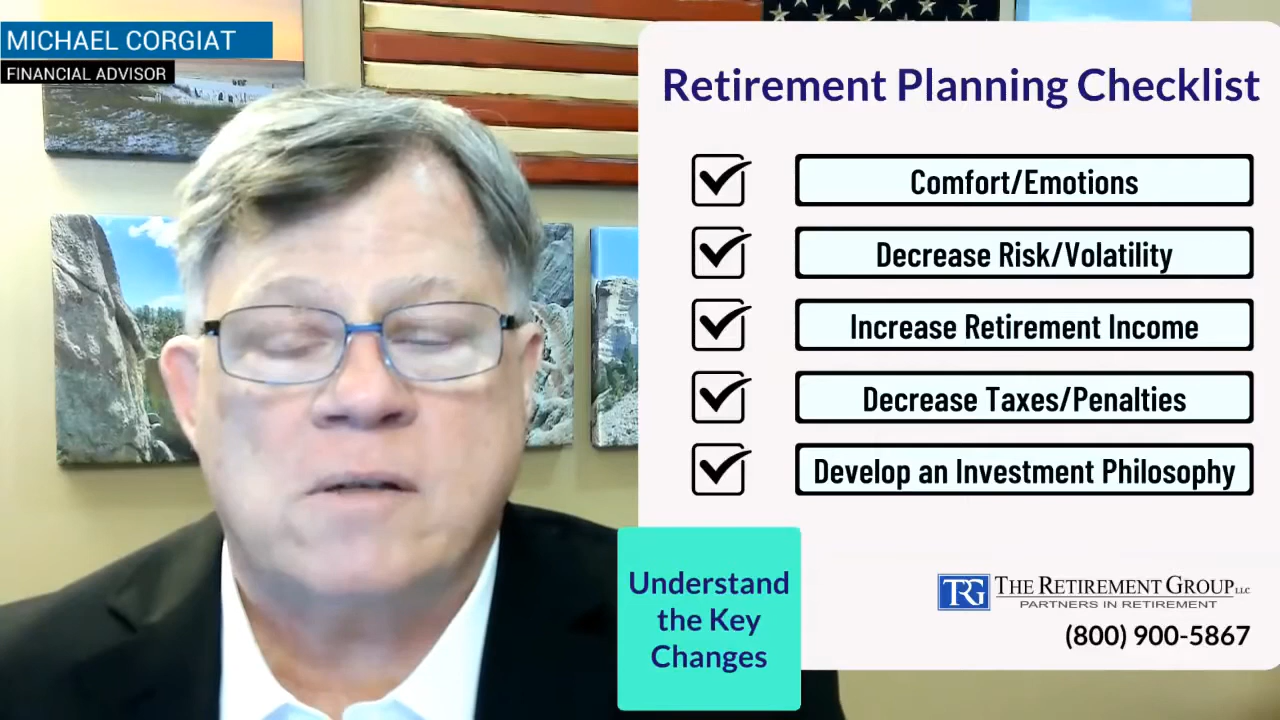 MICHAEL CORGIAT
FINANCIAL ADVISOR
Retirement Planning Checklist
Comfort/Emotions
Decrease Risk/Volatility
Increase Retirement Income
Decrease Taxes/Penalties
Develop an Investment Philosophy
Understand
the Key
Changes
TRG THE RETIREMENT GROUP LLC
PARTNERS IN RETIREMENT
(800) 900-5867